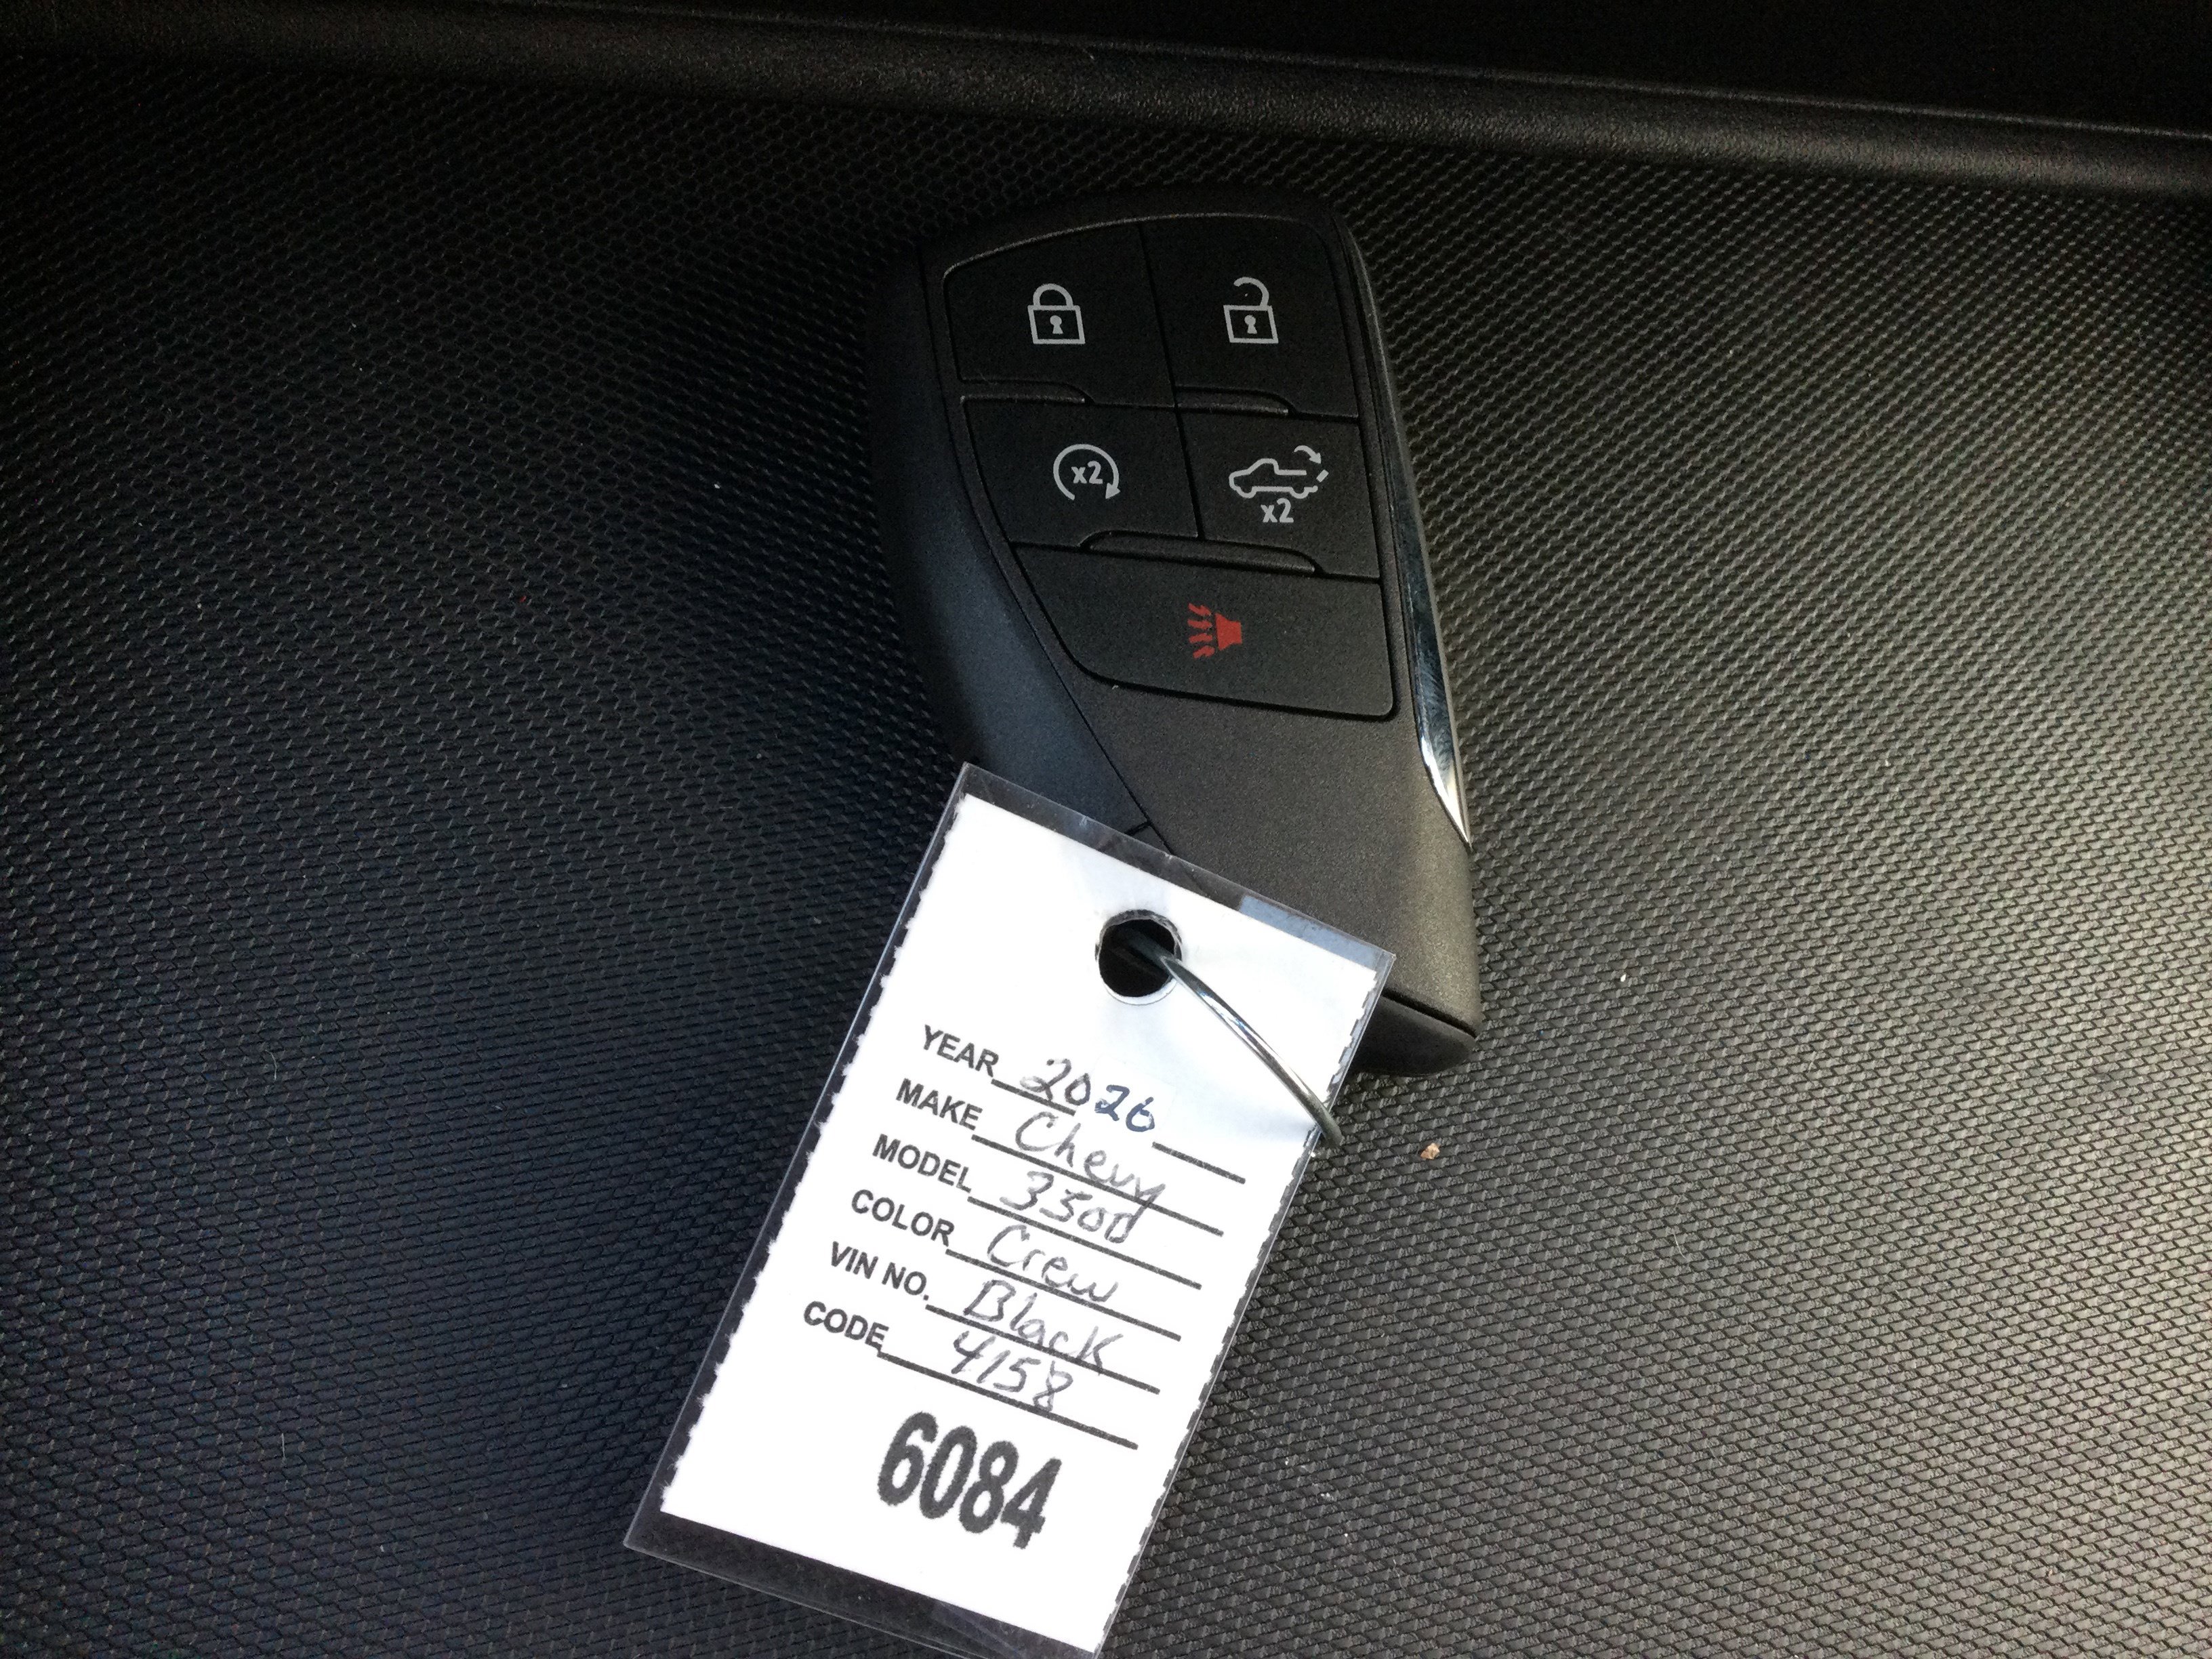 x2
x2
YEAR 2026
MAKE Chevy
MODEL 3500
COLOR Crew
VIN NO. Black
CODE 4158
6084